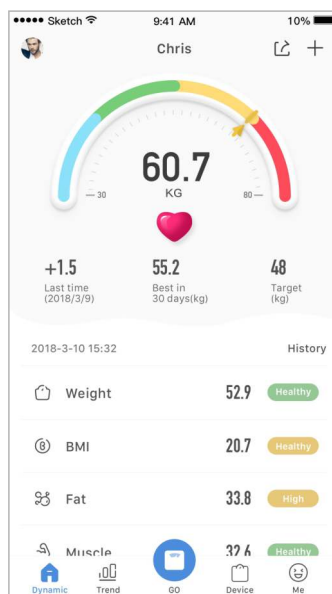 Sketch 9:41 AM 10%
Chris
60.7
30 KG 80
+1.5 55.2 48
Last time Best in Target
(2018/3/9) 30 days(kg) (kg)
2018-3-10 15:32 History
Weight 52.9 Healthy
BMI 20.7 Healthy
Fat 33.8 High
Muscle 32.6 Healthy
Dynamic Trend GO Device Me